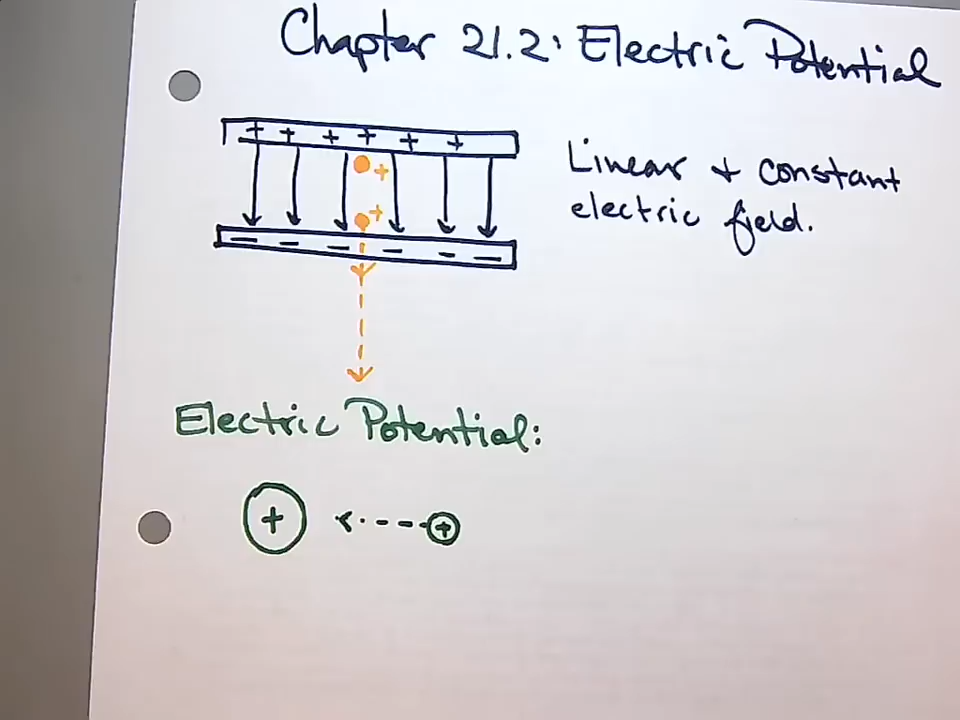 Chapter 21.2: Electric Potential
+ + + + + +
Linear + constant
electric field.
+
+
- - - - - -
Electric Potential:
+ +